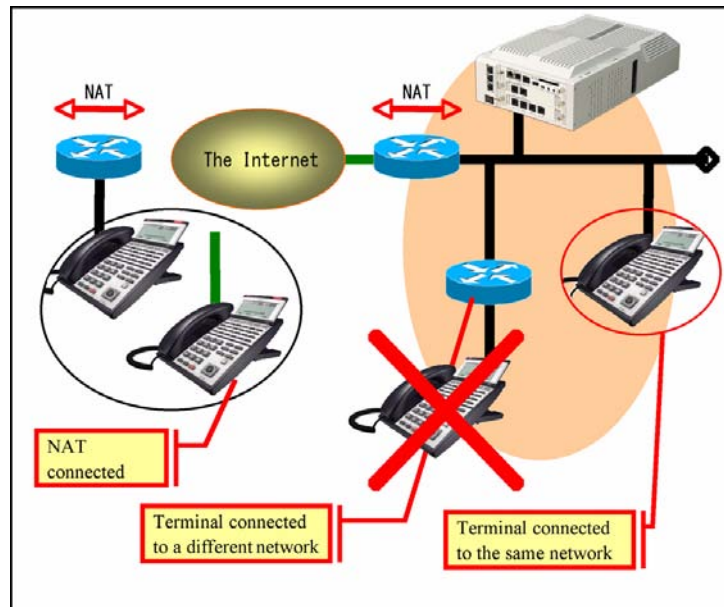 NAT
NAT
The Internet
NAT
connected
Terminal connected
to a different network
Terminal connected
to the same network